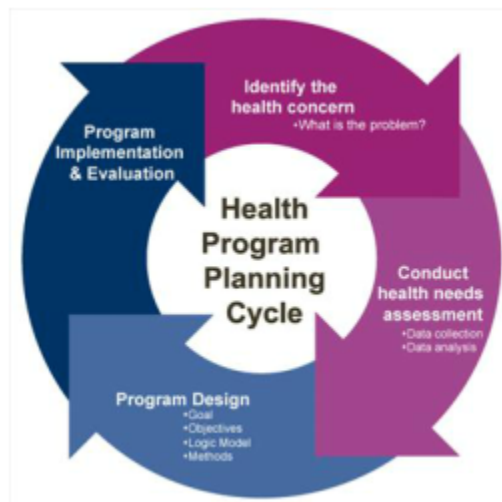 Identify the
health concern
•What is the problem?
Conduct
health needs
assessment
•Data collection
•Data analysis
Program Design
•Goal
•Objectives
•Logic Model
•Methods
Program
Implementation
& Evaluation
Health
Program
Planning
Cycle